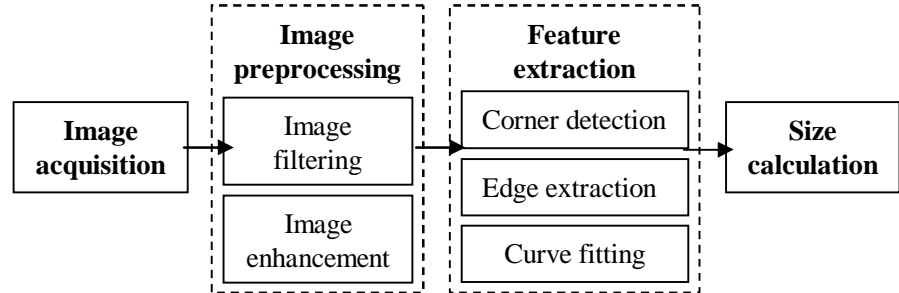 Image
acquisition
Image
preprocessing
Image
filtering
Image
enhancement
Feature
extraction
Corner detection
Edge extraction
Curve fitting
Size
calculation